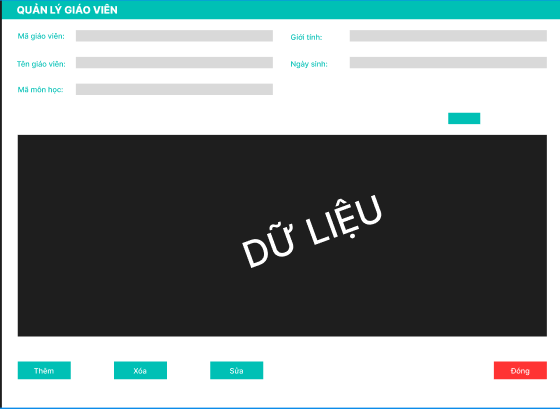 QUẢN LÝ GIÁO VIÊN
Mã giáo viên:
Giới tính:
Tên giáo viên:
Ngày sinh:
Mã môn học:
DỮ LIỆU
Thêm
Xóa
Sửa
Đóng